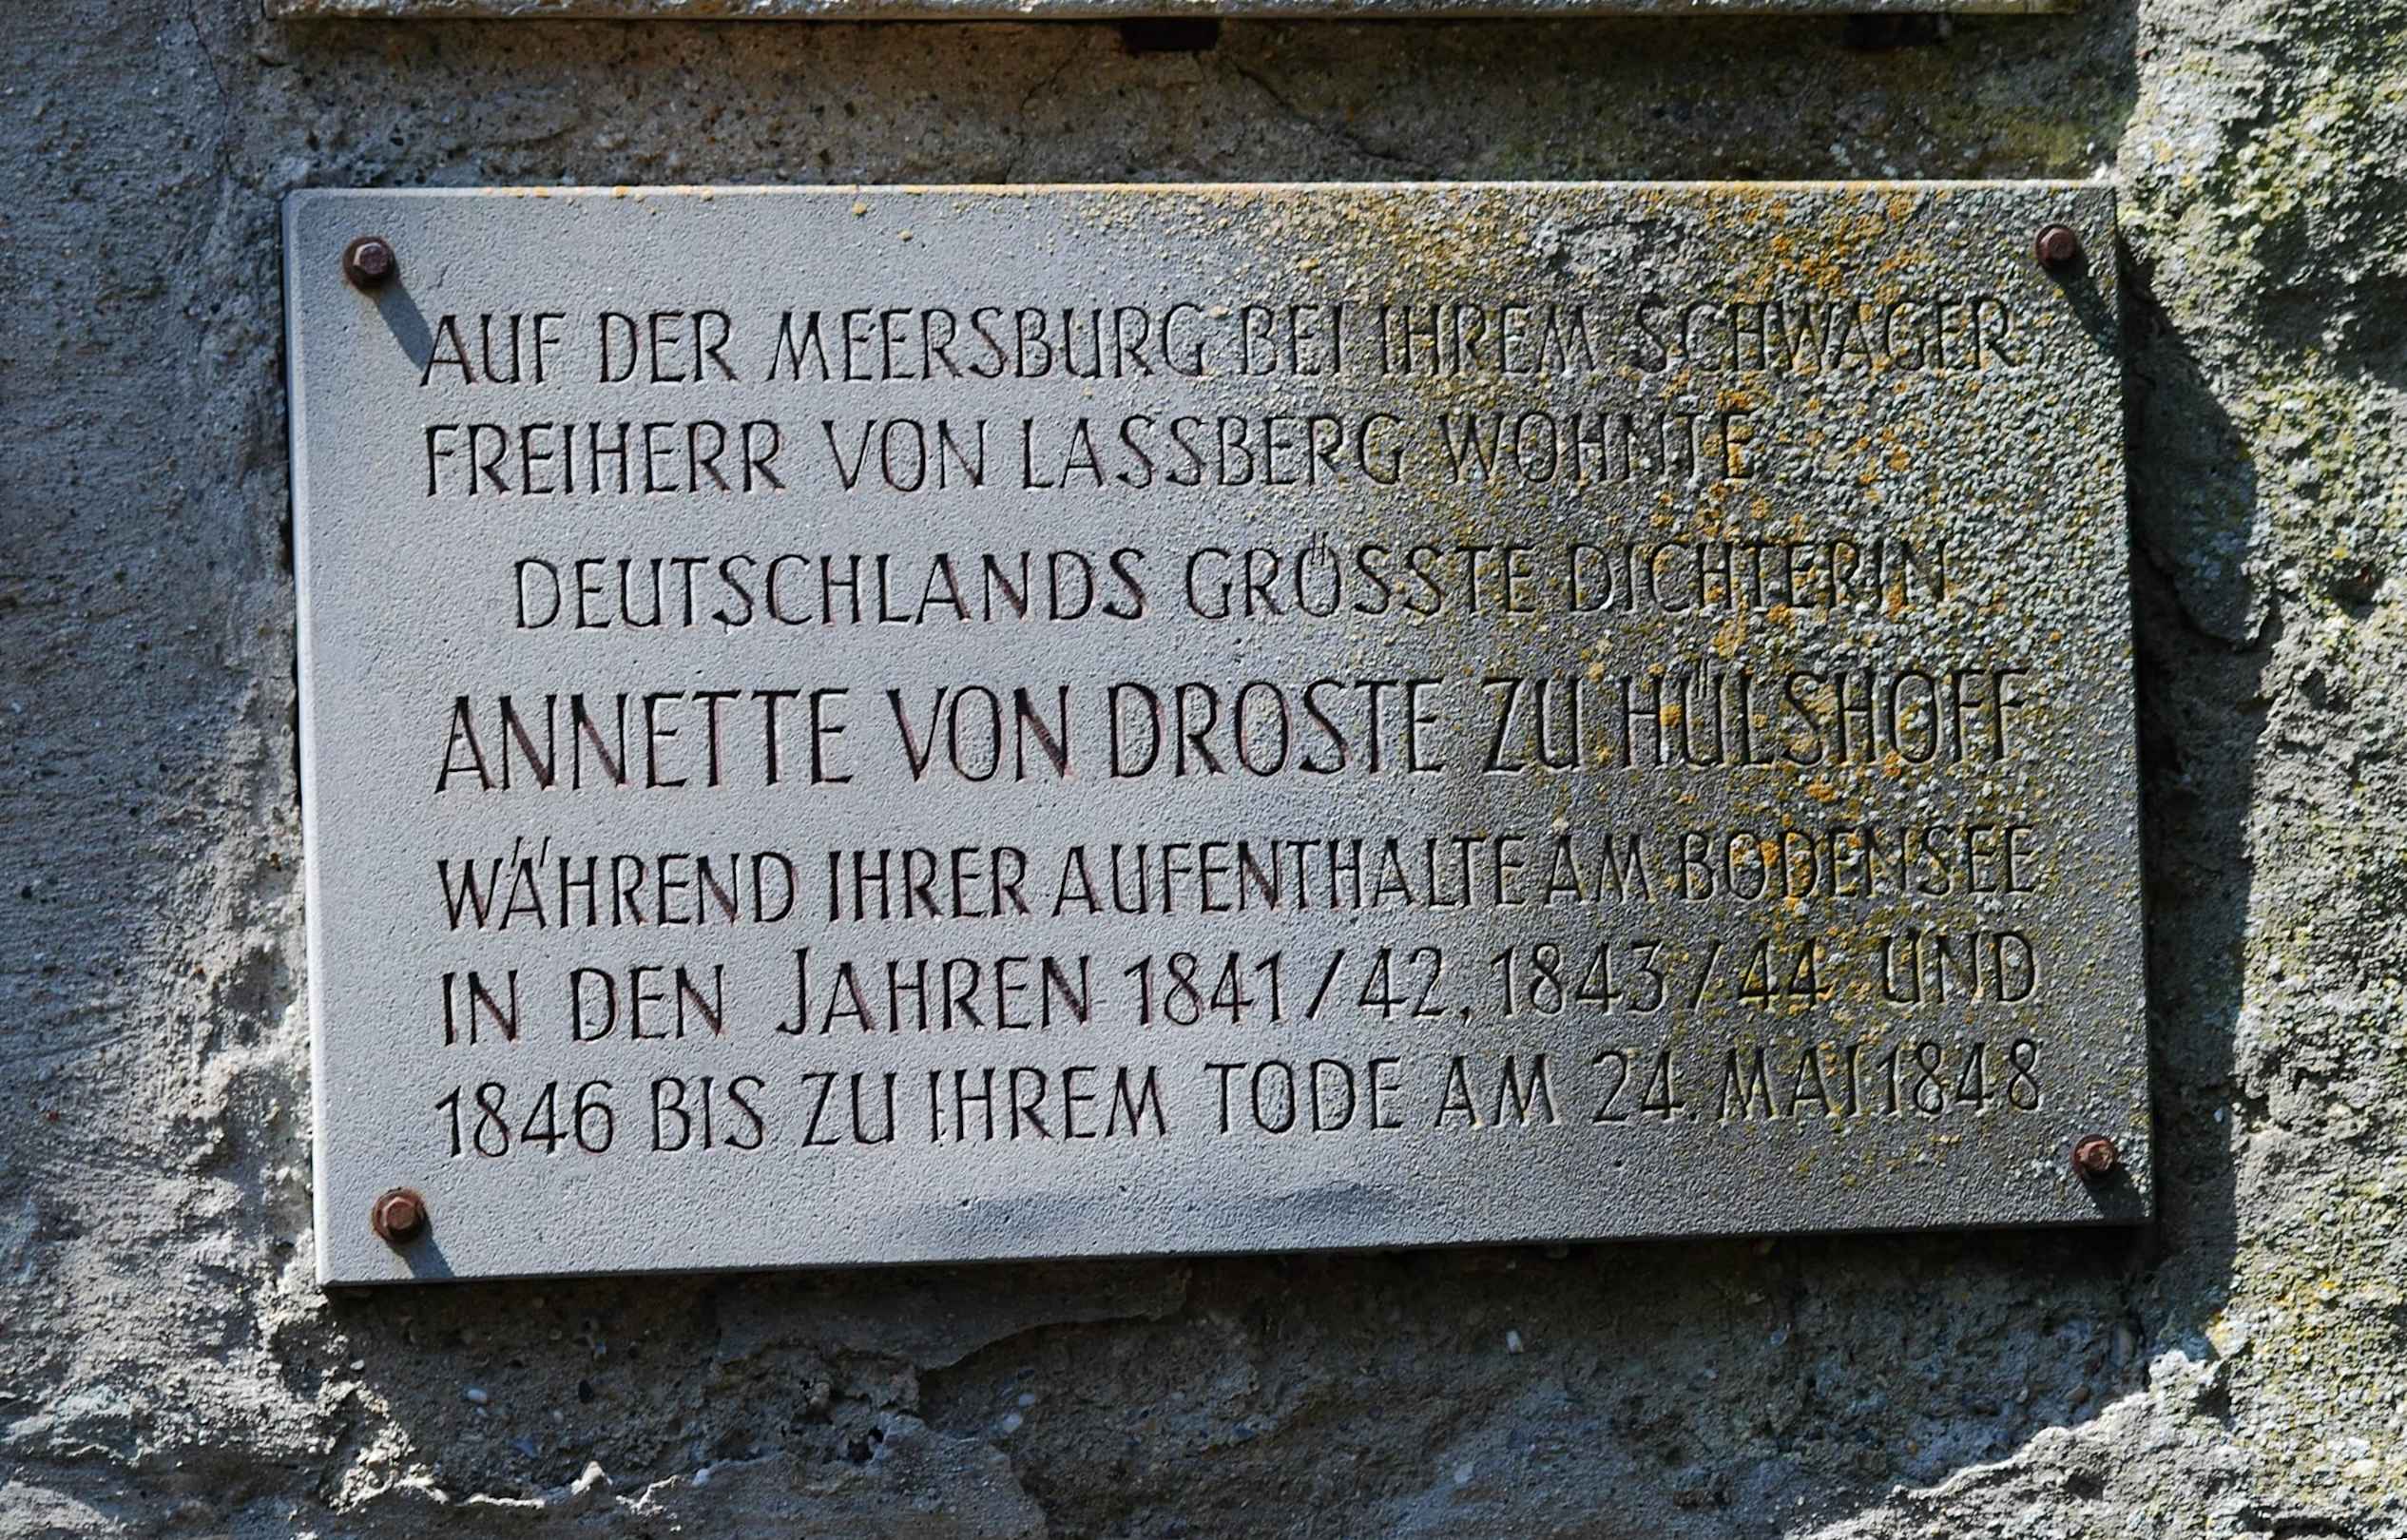 AUF DER MEERSBURG BEI IHREM SCHWAGER
FREIHERR VON LASSBERG WOHNTE
DEUTSCHLANDS GRÖSSTE DICHTERIN
ANNETTE VON DROSTE ZU HÜLSHOFF
WÄHREND IHRER AUFENTHALTE AM BODENSEE
IN DEN JAHREN 1841/42, 1843/44 UND
1846 BIS ZU IHREM TODE AM 24. MAI 1848